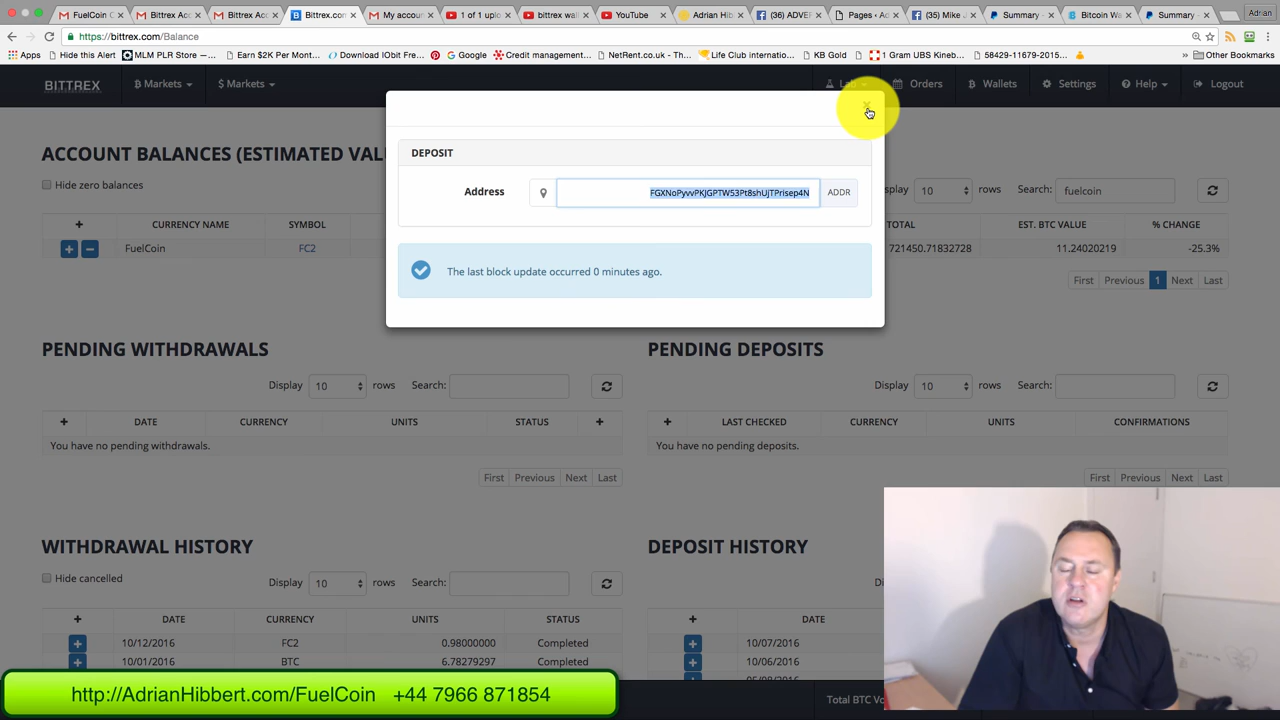 FuelCoin C
Bittrex Acc
Bittrex Acc
Bittrex.com
My accou
1 of 1 uplo
bittrex wal
YouTube
Adrian Hib
(36) ADVER
Pages
(35) Mike
Summary
Bitcoin Wa
Summary
Adrian
https://bittrex.com/Balance
Apps
Hide this Alert
MLM PLR Store —...
Earn $2K Per Mont...
Download IObit Fre...
Google
Credit management...
NetRent.co.uk - th...
Life Club internatio...
KB Gold
1 Gram UBS Kineb...
58429-11679-2015...
Other Bookmarks
BITTREX
Ƀ Markets
$ Markets
Lab
Orders
Ƀ Wallets
Settings
Help
Logout
ACCOUNT BALANCES (ESTIMATED VAL
Hide zero balances
splay 10 rows Search: fuelcoin
+ CURRENCY NAME SYMBOL TOTAL EST. BTC VALUE % CHANGE
FuelCoin FC2 721450.71832728 11.24020219 -25.3%
First Previous 1 Next Last
DEPOSIT
Address FGXNoPyvvPKJGPTW53Pt8shUjTPrisep4N ADDR
The last block update occurred 0 minutes ago.
PENDING WITHDRAWALS
Display 10 rows Search:
+ DATE CURRENCY UNITS STATUS +
You have no pending withdrawals.
First Previous Next Last
PENDING DEPOSITS
Display 10 rows Search:
+ LAST CHECKED CURRENCY UNITS CONFIRMATIONS
You have no pending deposits.
First Previous Next Last
WITHDRAWAL HISTORY
Hide cancelled
Display 10 rows Search:
+ DATE CURRENCY UNITS STATUS
10/12/2016 FC2 0.98000000 Completed
10/01/2016 BTC 6.78279297 Completed
DEPOSIT HISTORY
Di
+ DATE
10/07/2016
10/06/2016
Total BTC Vo
http://AdrianHibbert.com/FuelCoin +44 7966 871854